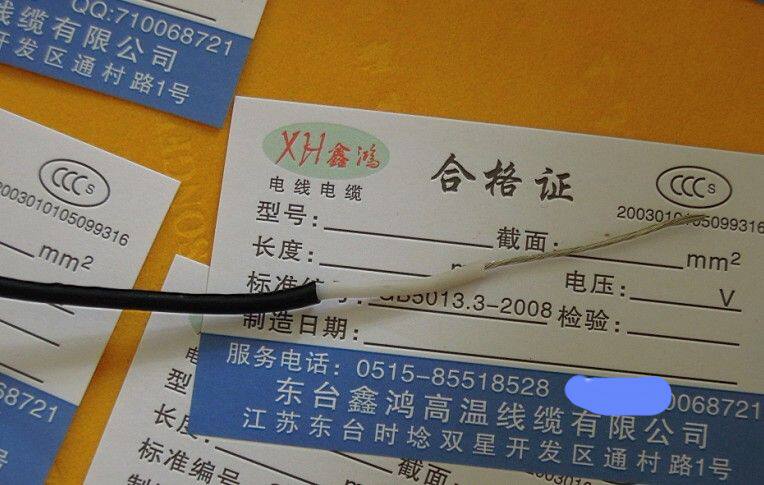 QQ:710068721
线缆有限公司
开发区通村路1号
CCC S
2003010105099316
mm2
68721
XH鑫鸿
电线电缆
合格证
CCC S
2003010105099316
型号:
截面:
mm2
长度:
电压:
V
标准编号:GB5013.3-2008
检验:
制造日期:
服务电话:0515-85518528
0068721
东台鑫鸿高温线缆有限公司
江苏东台时埝双星开发区通村路1号
电
型
长度
标准编号
截面